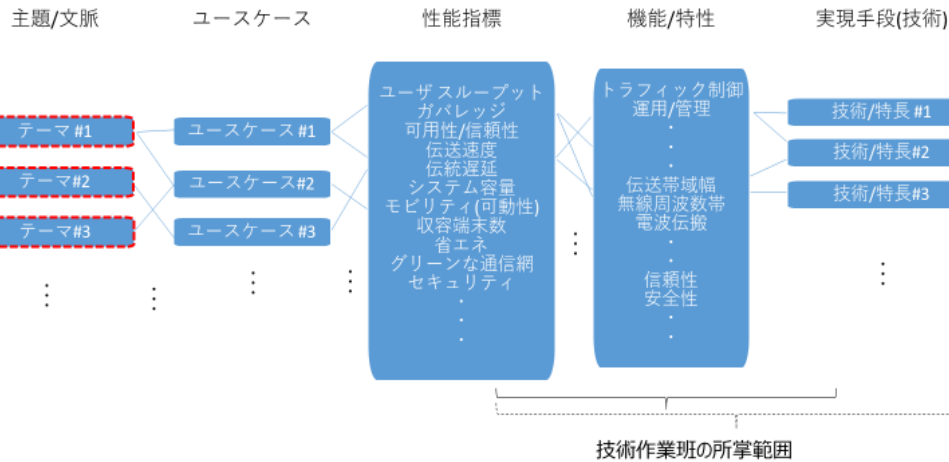 主題/文脈
ユースケース
性能指標
機能/特性
実現手段(技術)
テーマ #1
テーマ#2
テーマ#3
ユースケース #1
ユースケース#2
ユースケース#3
ユーザスループット
ガバレッジ
可用性/信頼性
伝送速度
伝統遅延
システム容量
モビリティ(可動性)
収容端末数
省エネ
グリーンな通信網
セキュリティ
トラフィック制御
運用/管理
伝送帯域幅
無線周波数帯
電波伝搬
信頼性
安全性
技術/特長 #1
技術/特長#2
技術/特長#3
技術作業班の所掌範囲